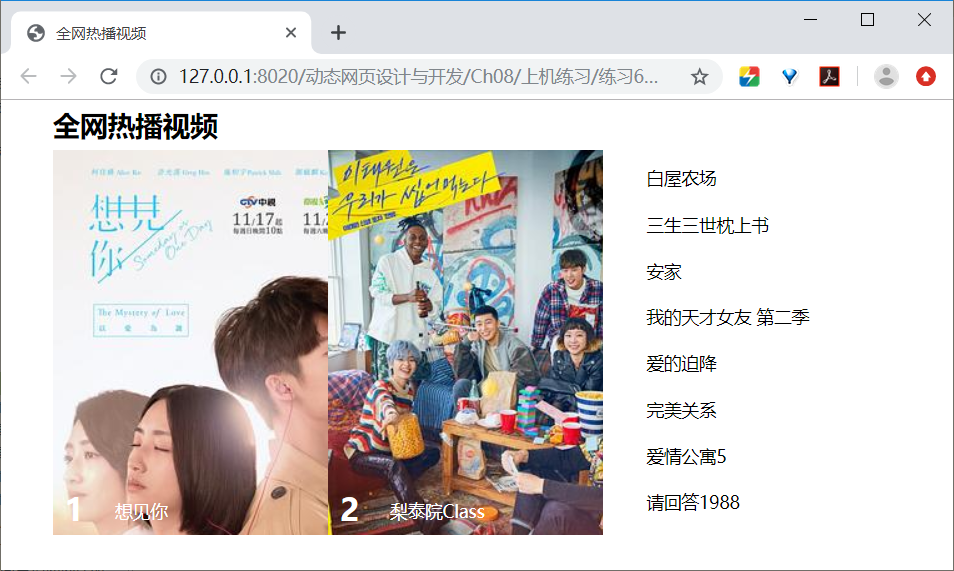 全网热播视频
127.0.0.1:8020/动态网页设计与开发/Ch08/上机练习/练习6...
全网热播视频
想見你
Someday or One Day
CTV中視
11/17起
每週日晚間10點
The Mystery of Love
以愛為謎
1 想见你
이태원은
우리가 씹어먹는다
2 梨泰院Class
白屋农场
三生三世枕上书
安家
我的天才女友 第二季
爱的迫降
完美关系
爱情公寓5
请回答1988